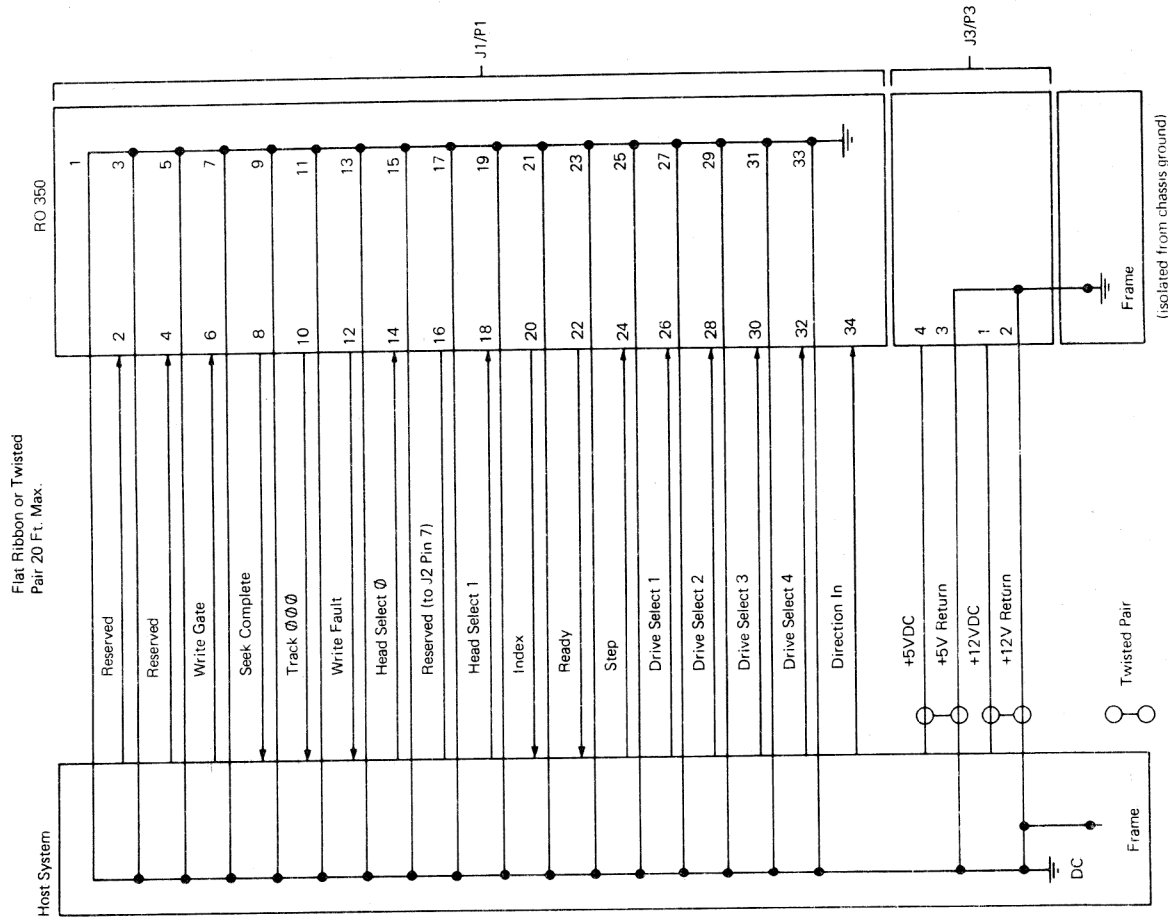 Flat Ribbon or Twisted
Pair 20 Ft. Max.
Host System
RO 350
J1/P1
1
Reserved
2
3
Reserved
4
5
Write Gate
6
7
Seek Complete
8
9
Track 000
10
11
Write Fault
12
13
Head Select 0
14
15
Reserved (to J2 Pin 7)
16
17
Head Select 1
18
19
Index
20
21
Ready
22
23
Step
24
25
Drive Select 1
26
27
Drive Select 2
28
29
Drive Select 3
30
31
Drive Select 4
32
33
Direction In
34
J3/P3
+5VDC
4
+5V Return
3
+12VDC
1
+12V Return
2
DC
Frame
Twisted Pair
Frame
(isolated from chassis ground)